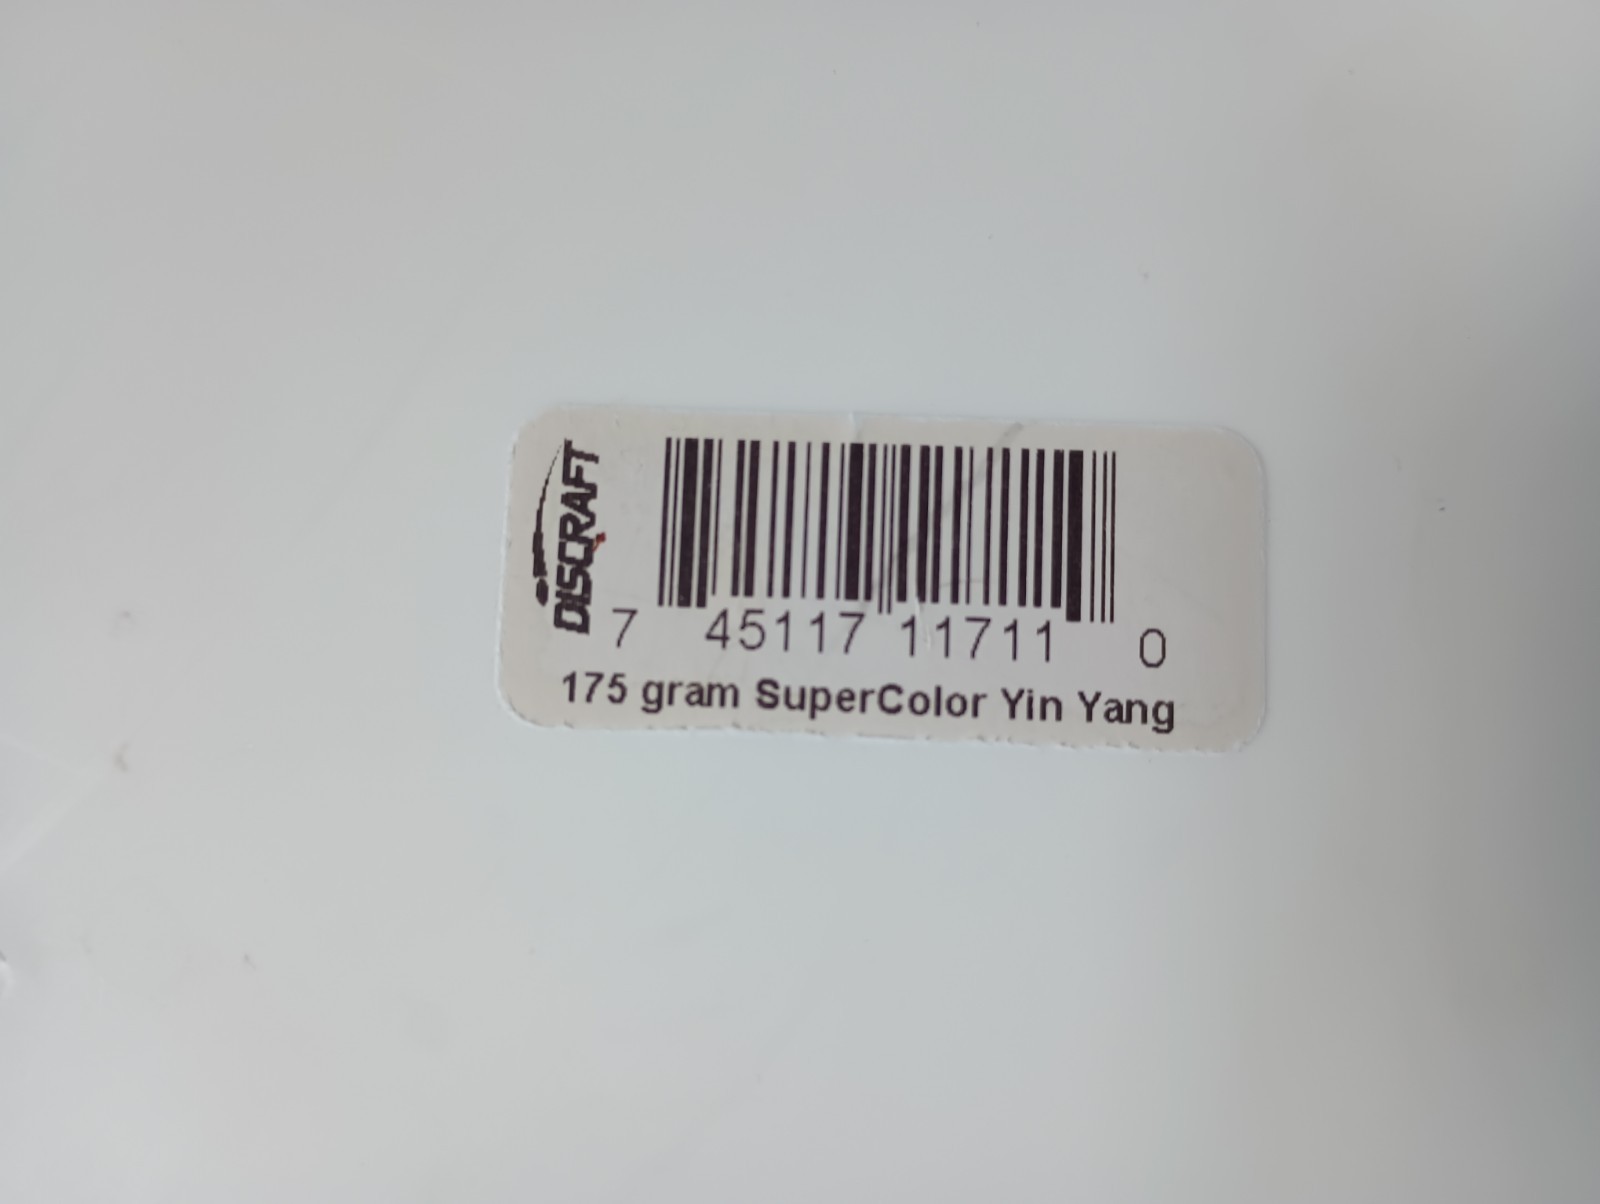 DISCRAFT
7 45117 11711 0
175 gram SuperColor Yin Yang